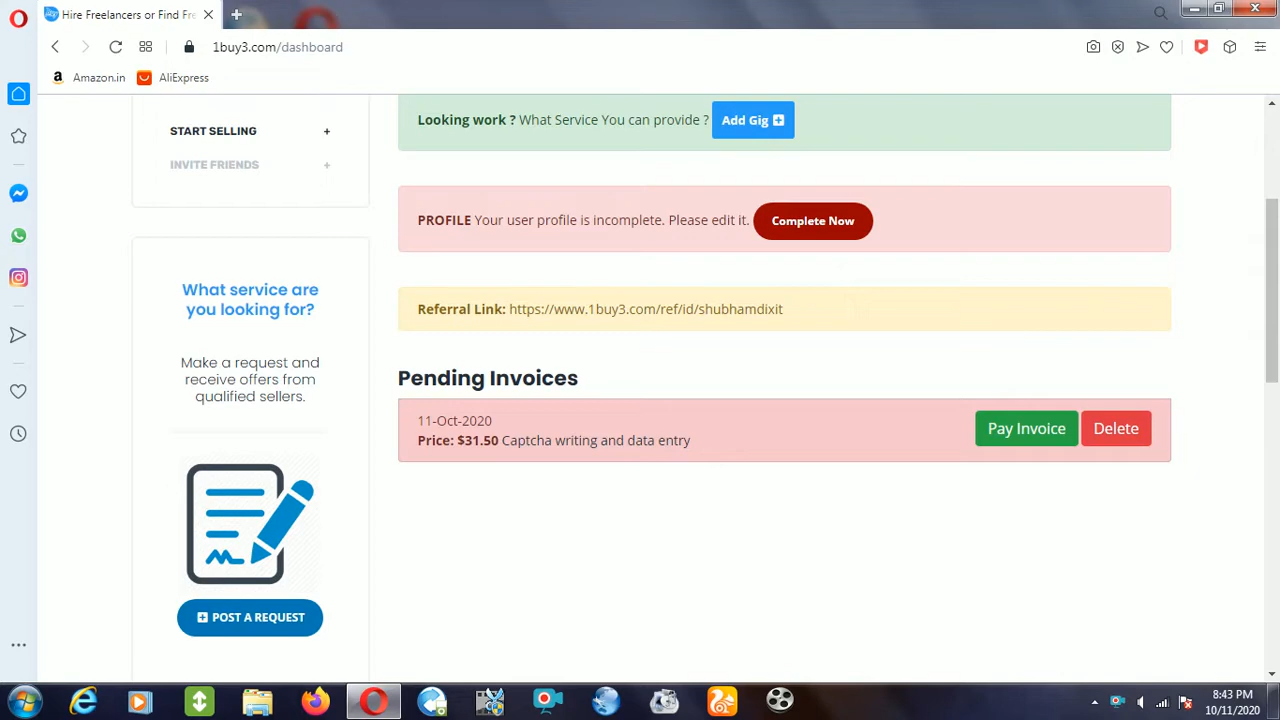 Hire Freelancers or Find Fre
1buy3.com/dashboard
Amazon.in
AliExpress
START SELLING +
INVITE FRIENDS +
What service are
you looking for?
Make a request and
receive offers from
qualified sellers.
POST A REQUEST
Looking work ? What Service You can provide ? Add Gig
PROFILE Your user profile is incomplete. Please edit it. Complete Now
Referral Link: https://www.1buy3.com/ref/id/shubhamdixit
Pending Invoices
11-Oct-2020
Price: $31.50 Captcha writing and data entry
Pay Invoice Delete
8:43 PM
10/11/2020